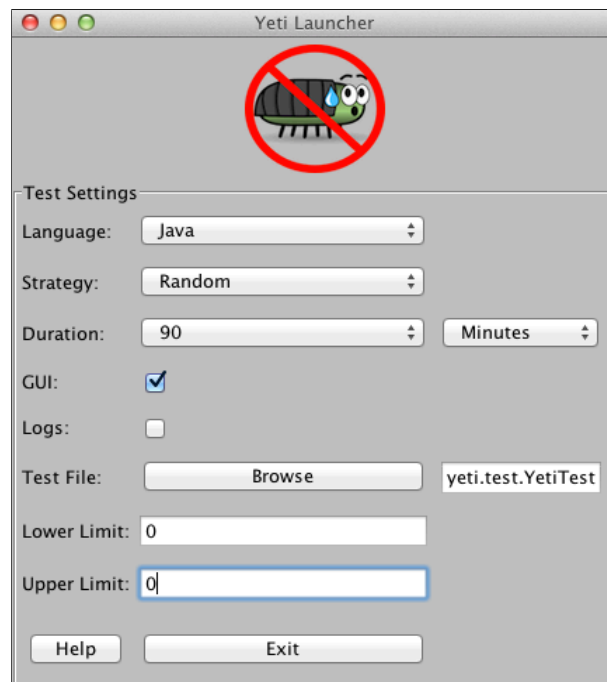 Yeti Launcher
Test Settings
Language: Java
Strategy: Random
Duration: 90 Minutes
GUI:
Logs:
Test File: Browse yeti.test.YetiTest
Lower Limit: 0
Upper Limit: 0
Help Exit